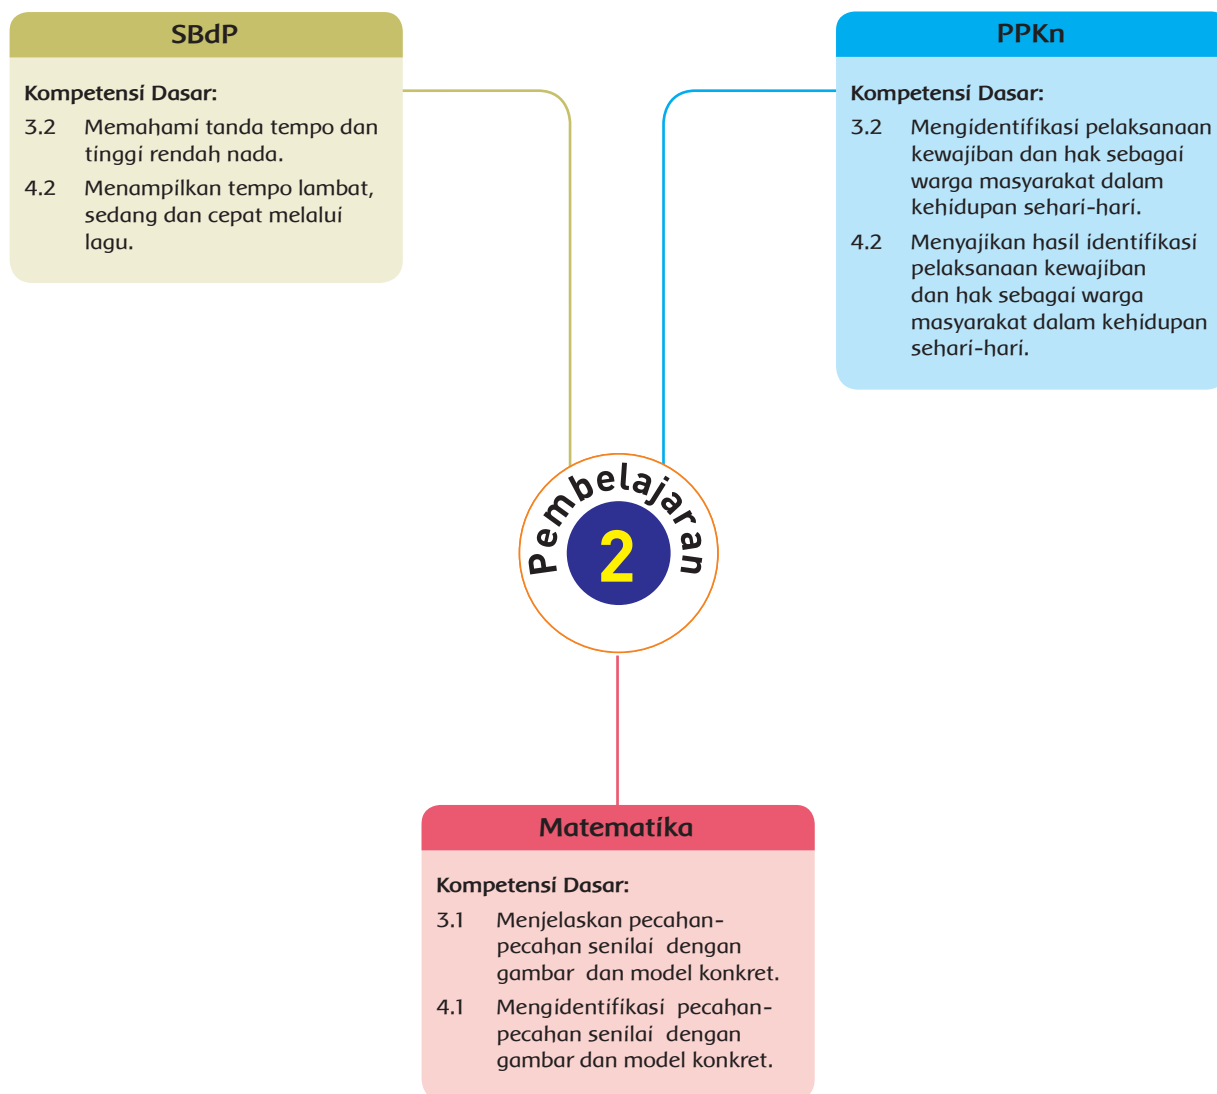 SBdP
Kompetensi Dasar:
3.2 Memahami tanda tempo dan
tinggi rendah nada.
4.2 Menampilkan tempo lambat,
sedang dan cepat melalui
lagu.
PPKn
Kompetensi Dasar:
3.2 Mengidentifikasi pelaksanaan
kewajiban dan hak sebagai
warga masyarakat dalam
kehidupan sehari-hari.
4.2 Menyajikan hasil identifikasi
pelaksanaan kewajiban
dan hak sebagai warga
masyarakat dalam kehidupan
sehari-hari.
Pembelajaran
2
Matematika
Kompetensi Dasar:
3.1 Menjelaskan pecahan-
pecahan senilai dengan
gambar dan model konkret.
4.1 Mengidentifikasi pecahan-
pecahan senilai dengan
gambar dan model konkret.